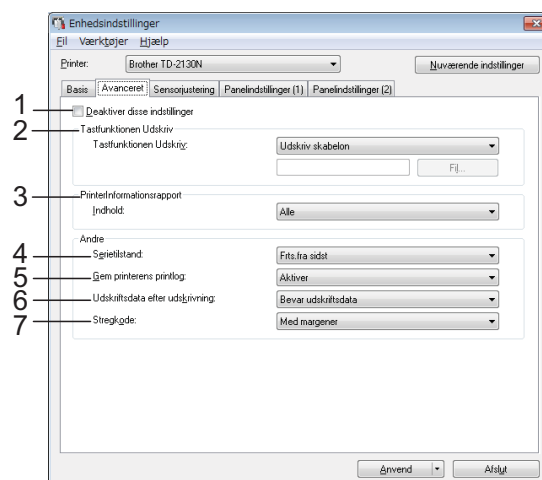 Enhedsindstillinger
Fil Værktøjer Hjælp
Printer: Brother TD-2130N Nuværende indstillinger
Basis Avanceret Sensorjustering Panelindstillinger (1) Panelindstillinger (2)
1 Deaktiver disse indstillinger
2 Tastfunktionen Udskriv
Tastfunktionen Udskriv: Udskriv skabelon
Fil...
3 PrinterInformationsrapport
Indhold: Alle
Andre
4 Serietilstand: Frts.fra sidst
5 Gem printerens printlog: Aktiver
6 Udskriftsdata efter udskrivning: Bevar udskriftsdata
7 Stregkode: Med margener
Anvend Afslut